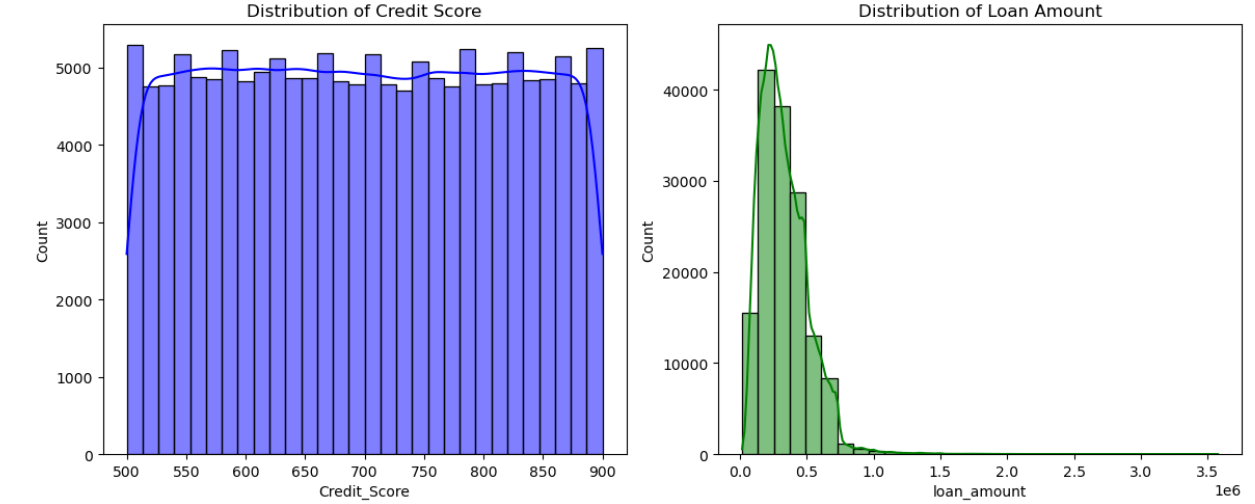 Distribution of Credit Score
Count
5000
4000
3000
2000
1000
0
500 550 600 650 700 750 800 850 900
Credit_Score
Distribution of Loan Amount
Count
40000
30000
20000
10000
0
0.0 0.5 1.0 1.5 2.0 2.5 3.0 3.5
1e6
loan_amount